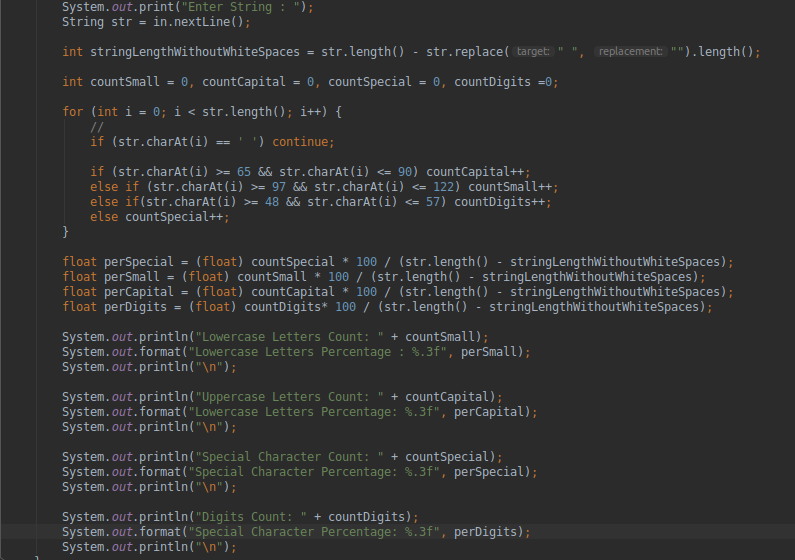 System.out.print("Enter String : ");
String str = in.nextLine();
int stringLengthWithoutWhiteSpaces = str.length() - str.replace( target: " ", replacement: "").length();
int countSmall = 0, countCapital = 0, countSpecial = 0, countDigits =0;
for (int i = 0; i < str.length(); i++) {
//
if (str.charAt(i) == ' ') continue;
if (str.charAt(i) >= 65 && str.charAt(i) <= 90) countCapital++;
else if (str.charAt(i) >= 97 && str.charAt(i) <= 122) countSmall++;
else if(str.charAt(i) >= 48 && str.charAt(i) <= 57) countDigits++;
else countSpecial++;
}
float perSpecial = (float) countSpecial * 100 / (str.length() - stringLengthWithoutWhiteSpaces);
float perSmall = (float) countSmall * 100 / (str.length() - stringLengthWithoutWhiteSpaces);
float perCapital = (float) countCapital * 100 / (str.length() - stringLengthWithoutWhiteSpaces);
float perDigits = (float) countDigits* 100 / (str.length() - stringLengthWithoutWhiteSpaces);
System.out.println("Lowercase Letters Count: " + countSmall);
System.out.format("Lowercase Letters Percentage : %.3f", perSmall);
System.out.println("\n");
System.out.println("Uppercase Letters Count: " + countCapital);
System.out.format("Lowercase Letters Percentage: %.3f", perCapital);
System.out.println("\n");
System.out.println("Special Character Count: " + countSpecial);
System.out.format("Special Character Percentage: %.3f", perSpecial);
System.out.println("\n");
System.out.println("Digits Count: " + countDigits);
System.out.format("Special Character Percentage: %.3f", perDigits);
System.out.println("\n");